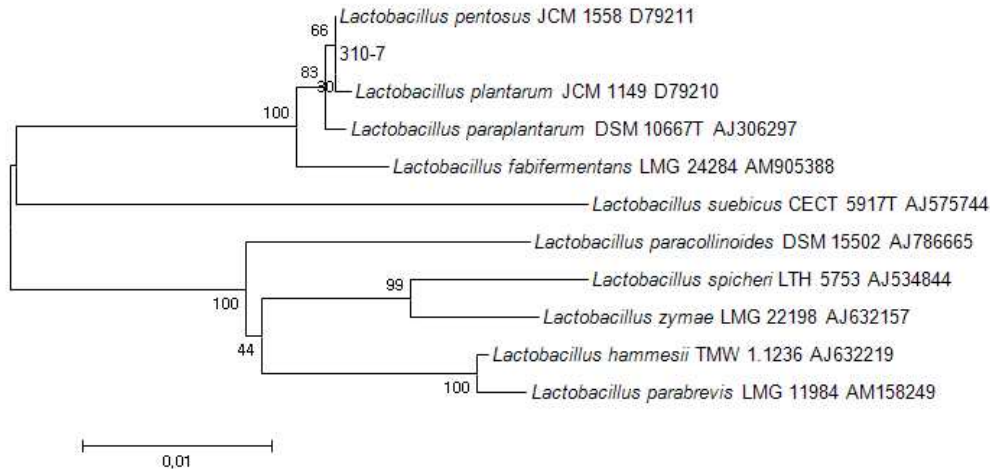 Lactobacillus pentosus JCM 1558 D79211
66
310-7
83
30
Lactobacillus plantarum JCM 1149 D79210
100
Lactobacillus paraplantarum DSM 10667T AJ306297
Lactobacillus fabifermentans LMG 24284 AM905388
Lactobacillus suebicus CECT 5917T AJ575744
Lactobacillus paracollinoides DSM 15502 AJ786665
99
Lactobacillus spicheri LTH 5753 AJ534844
100
Lactobacillus zymae LMG 22198 AJ632157
44
Lactobacillus hammesii TMW 1.1236 AJ632219
100
Lactobacillus parabrevis LMG 11984 AM158249
0,01